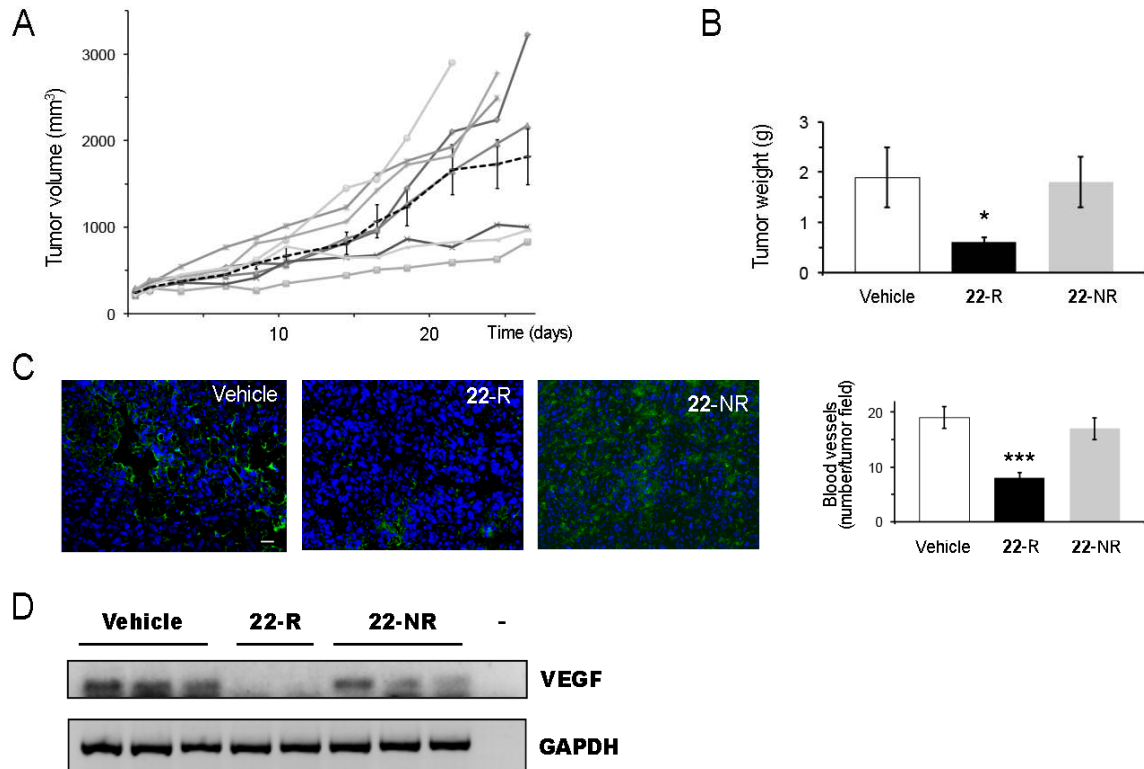 A
Tumor volume (mm³)
3000
2000
1000
0
10
20
Time (days)
B
Tumor weight (g)
3
2
1
0
*
Vehicle
22-R
22-NR
C
Vehicle
22-R
22-NR
Blood vessels
(number/tumor field)
20
10
0
***
Vehicle
22-R
22-NR
D
Vehicle
22-R
22-NR
-
VEGF
GAPDH